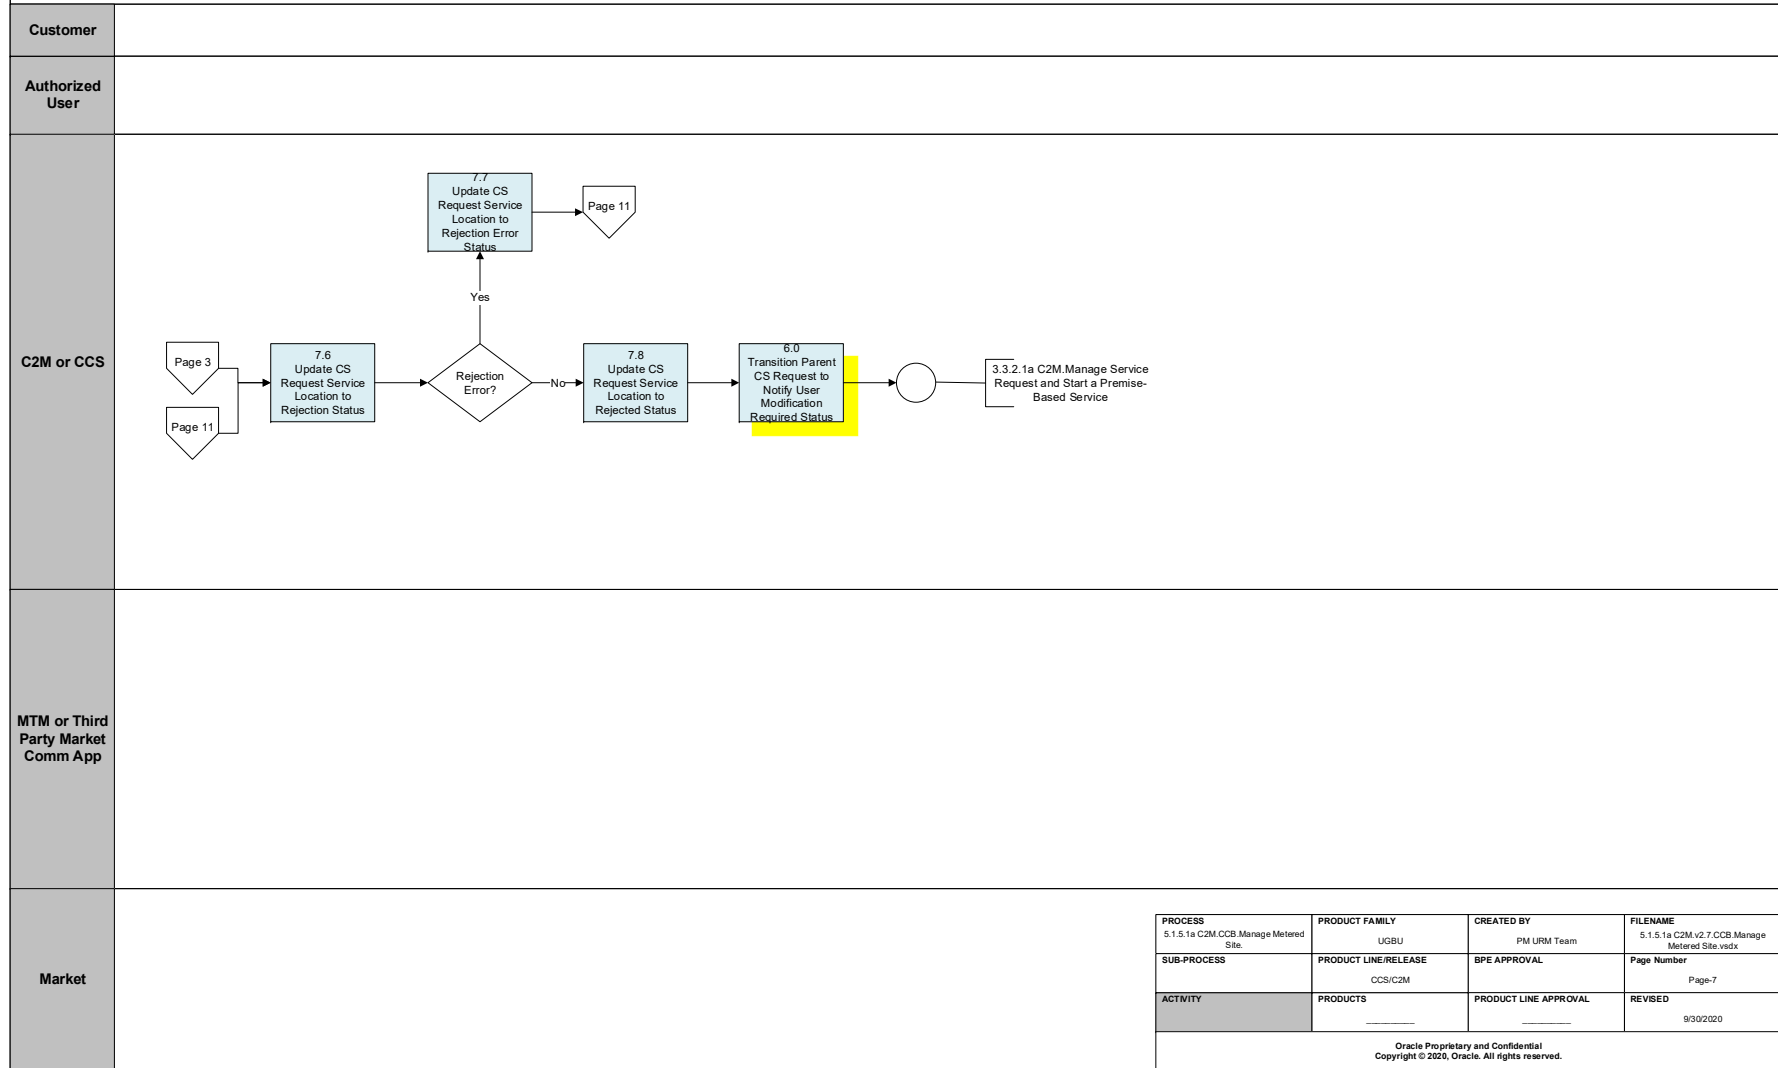 Customer
Authorized
User
C2M or CCS
7.7
Update CS
Request Service
Location to
Rejection Error
Status
Page 11
Yes
Page 3
Page 11
7.6
Update CS
Request Service
Location to
Rejection Status
Rejection
Error?
No
7.8
Update CS
Request Service
Location to
Rejected Status
6.0
Transition Parent
CS Request to
Notify User
Modification
Required Status
3.3.2.1a C2M.Manage Service
Request and Start a Premise-
Based Service
MTM or Third
Party Market
Comm App
Market
PROCESS
5.1.5.1a C2M.CCB.Manage Metered
Site.
PRODUCT FAMILY
UGBU
CREATED BY
PM URM Team
FILENAME
5.1.5.1a C2M.v2.7.CCB.Manage
Metered Site.vsdx
SUB-PROCESS
PRODUCT LINE/RELEASE
CCS/C2M
BPE APPROVAL
Page Number
Page-7
ACTIVITY
PRODUCTS
___________
PRODUCT LINE APPROVAL
___________
REVISED
9/30/2020
Oracle Proprietary and Confidential
Copyright © 2020, Oracle. All rights reserved.